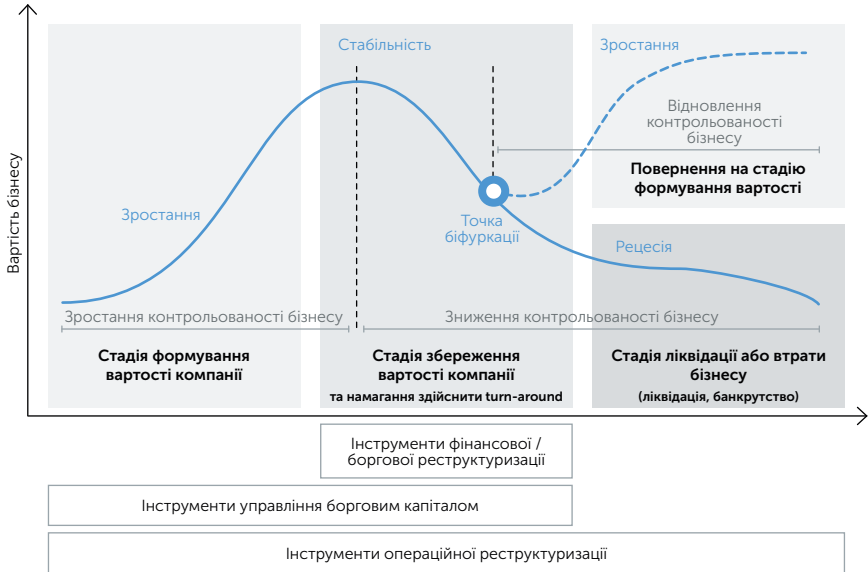 Вартість бізнесу
Стабільність
Зростання
Відновлення
контрольованості
бізнесу
Повернення на стадію
формування вартості
Зростання
Точка
біфуркації
Рецесія
Зростання контрольованості бізнесу
Зниження контрольованості бізнесу
Стадія формування
вартості компанії
Стадія збереження
вартості компанії
та намагання здійснити turn-around
Стадія ліквідації або втрати
бізнесу
(ліквідація, банкрутство)
Інструменти фінансової /
боргової реструктуризації
Інструменти управління борговим капіталом
Інструменти операційної реструктуризації